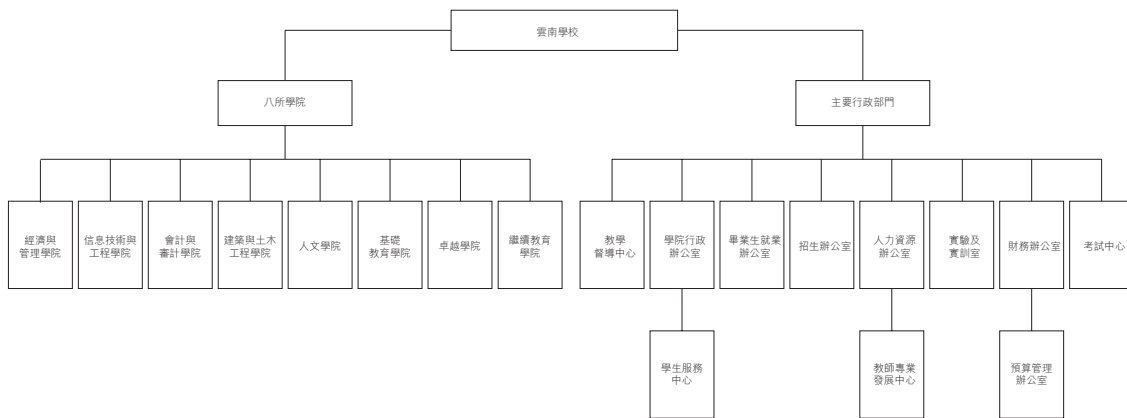 雲南學校
八所學院
主要行政部門
經濟與
管理學院
信息技術與
工程學院
會計與
審計學院
建築與土木
工程學院
人文學院
基礎
教育學院
卓越學院
繼續教育
學院
教學
督導中心
學院行政
辦公室
畢業生就業
辦公室
招生辦公室
人力資源
辦公室
實驗及
實訓室
財務辦公室
考試中心
學生服務
中心
教師專業
發展中心
預算管理
辦公室